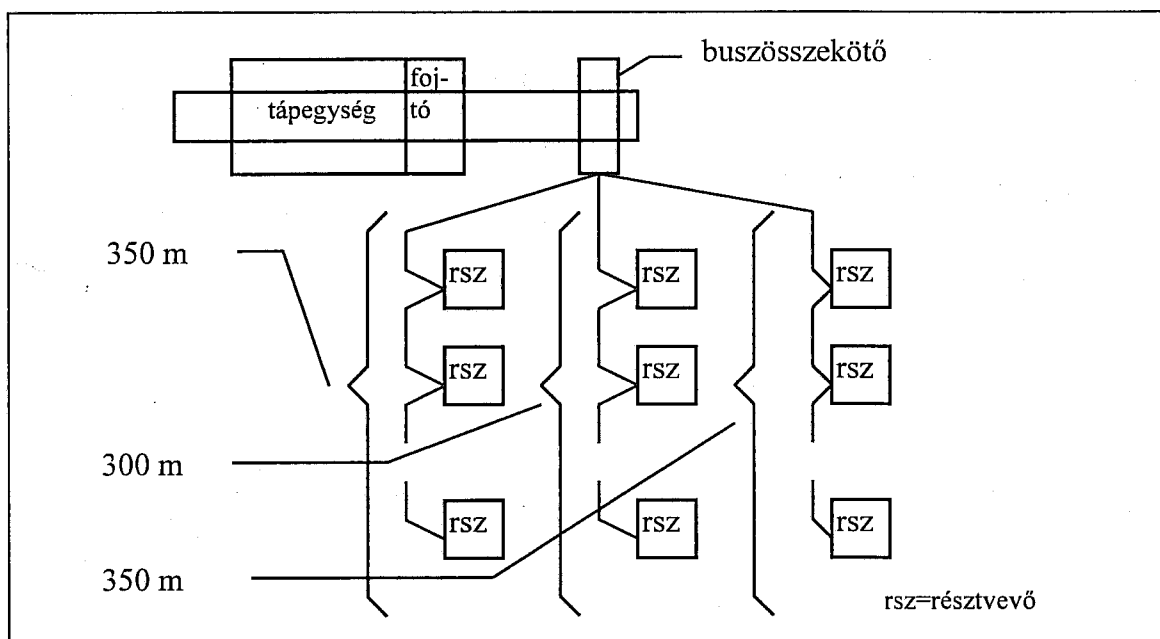 buszösszekötő
foj-
tápegység tó
350 m
rsz rsz rsz
rsz rsz rsz
300 m
rsz rsz rsz
350 m
rsz=résztvevő